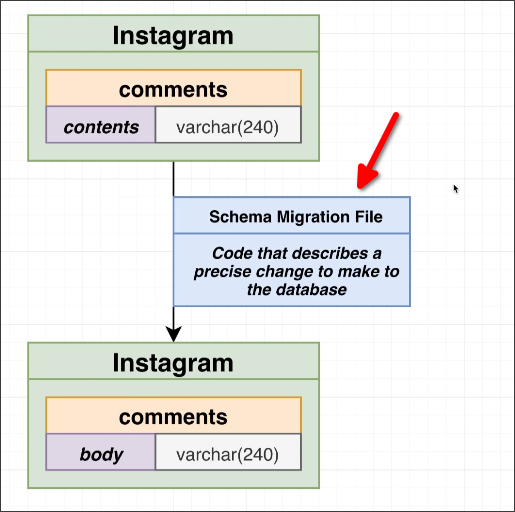 Instagram
comments
contents varchar(240)
Schema Migration File
Code that describes a
precise change to make to
the database
Instagram
comments
body varchar(240)